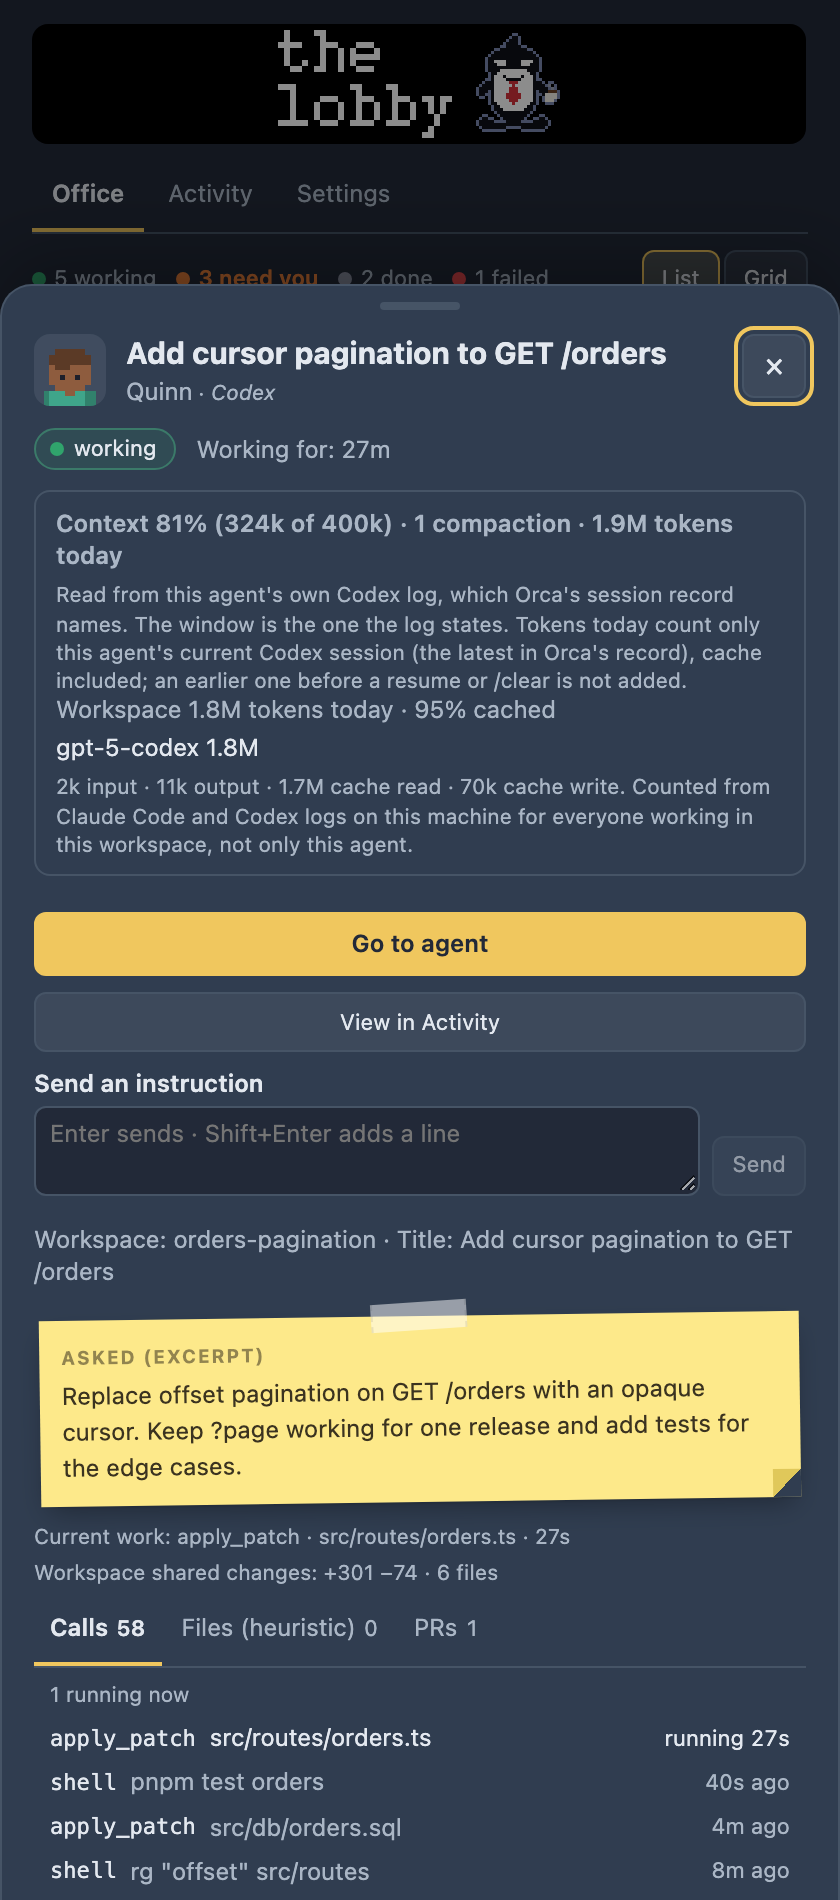 the
lobby
Office Activity Settings
5 working 3 need you 2 done 1 failed List Grid
Add cursor pagination to GET /orders
Quinn · Codex
working Working for: 27m
Context 81% (324k of 400k) · 1 compaction · 1.9M tokens
today
Read from this agent's own Codex log, which Orca's session record
names. The window is the one the log states. Tokens today count only
this agent's current Codex session (the latest in Orca's record), cache
included; an earlier one before a resume or /clear is not added.
Workspace 1.8M tokens today · 95% cached
gpt-5-codex 1.8M
2k input · 11k output · 1.7M cache read · 70k cache write. Counted from
Claude Code and Codex logs on this machine for everyone working in
this workspace, not only this agent.
Go to agent
View in Activity
Send an instruction
Enter sends · Shift+Enter adds a line
Send
Workspace: orders-pagination · Title: Add cursor pagination to GET
/orders
ASKED (EXCERPT)
Replace offset pagination on GET /orders with an opaque
cursor. Keep ?page working for one release and add tests for
the edge cases.
Current work: apply_patch · src/routes/orders.ts · 27s
Workspace shared changes: +301 −74 · 6 files
Calls 58 Files (heuristic) 0 PRs 1
1 running now
apply_patch src/routes/orders.ts running 27s
shell pnpm test orders 40s ago
apply_patch src/db/orders.sql 4m ago
shell rg "offset" src/routes 8m ago